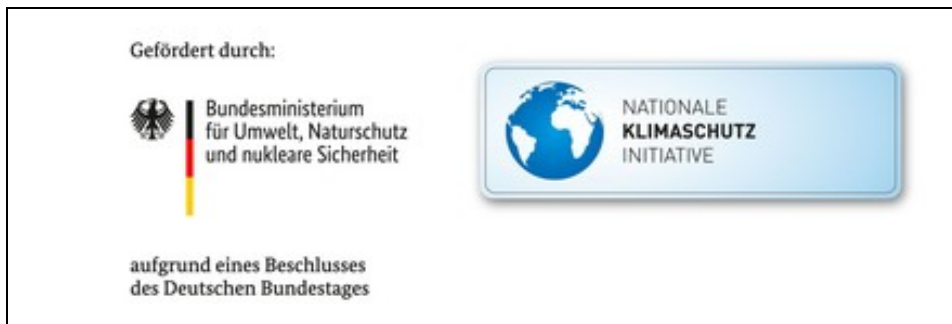 Gefördert durch:
Bundesministerium
für Umwelt, Naturschutz
und nukleare Sicherheit
aufgrund eines Beschlusses
des Deutschen Bundestages
NATIONALE
KLIMASCHUTZ
INITIATIVE